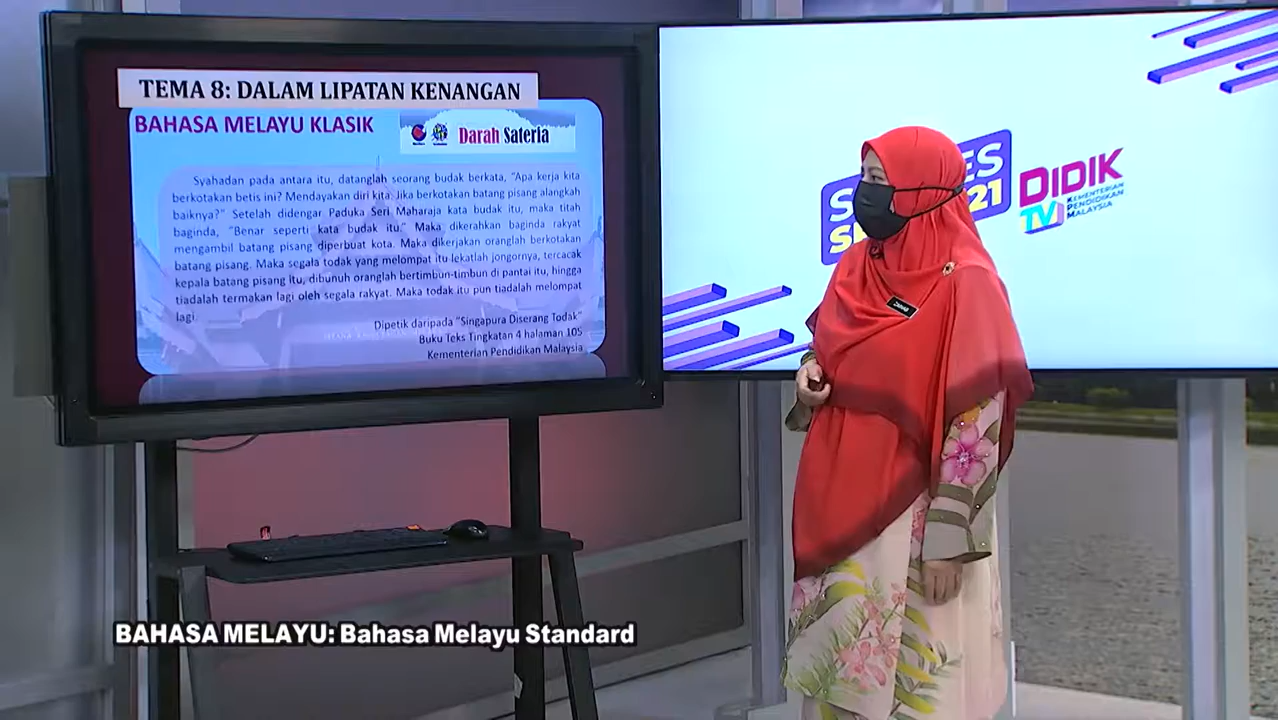 TEMA 8: DALAM LIPATAN KENANGAN
BAHASA MELAYU KLASIK
Darah Sateria
Syahadan pada antara itu, datanglah seorang budak berkata, "Apa kerja kita
berkotakan betis ini? Mendayakan diri kita. Jika berkotakan batang pisang alangkah
baiknya?" Setelah didengar Paduka Seri Maharaja kata budak itu, maka titah
baginda, "Benar seperti kata budak itu." Maka dikerahkan baginda rakyat
mengambil batang pisang diperbuat kota. Maka dikerjakan oranglah berkotakan
batang pisang. Maka segala todak yang melompat itu lekatlah jongornya, tercacak
kepala batang pisang itu, dibunuh oranglah bertimbun-timbun di pantai itu, hingga
tiadalah termakan lagi oleh segala rakyat. Maka todak itu pun tiadalah melompat
lagi.
Dipetik daripada "Singapura Diserang Todak"
Buku Teks Tingkatan 4 halaman 105
Kementerian Pendidikan Malaysia
DIDIK
TV
KEMENTERIAN
PENDIDIKAN
MALAYSIA
21
BAHASA MELAYU: Bahasa Melayu Standard